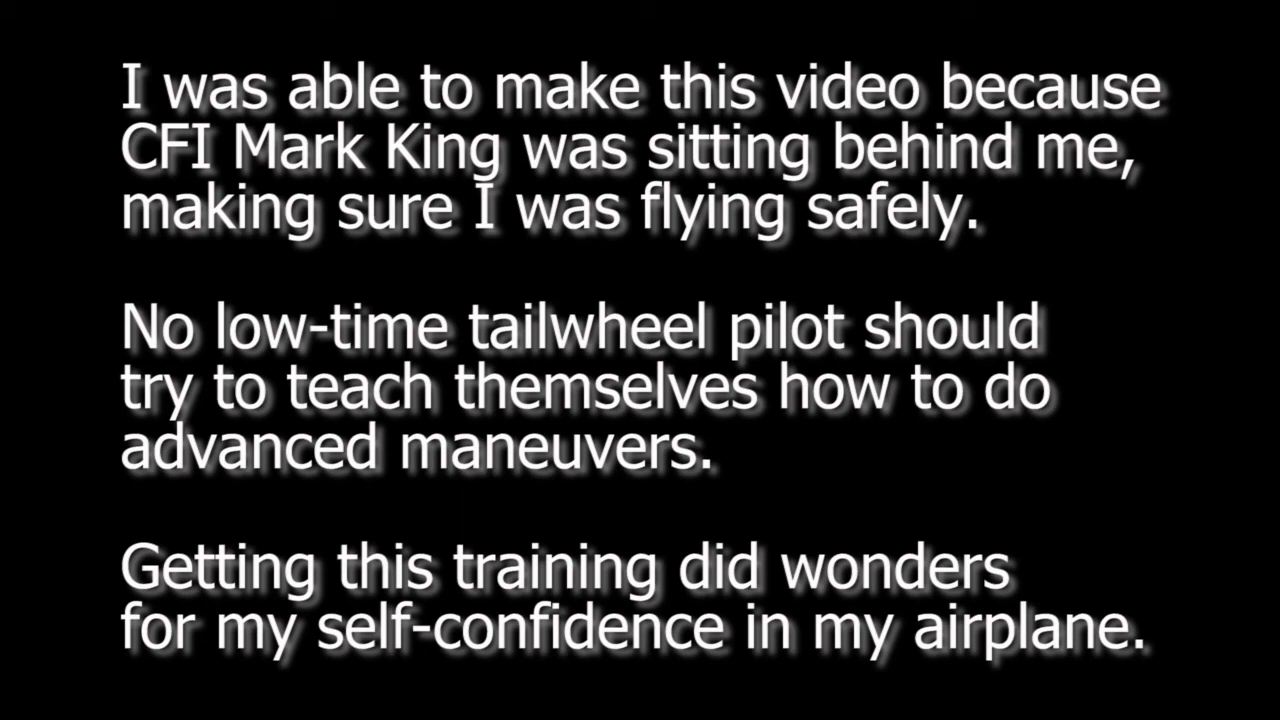 I was able to make this video because
CFI Mark King was sitting behind me,
making sure I was flying safely.
No low-time tailwheel pilot should
try to teach themselves how to do
advanced maneuvers.
Getting this training did wonders
for my self-confidence in my airplane.